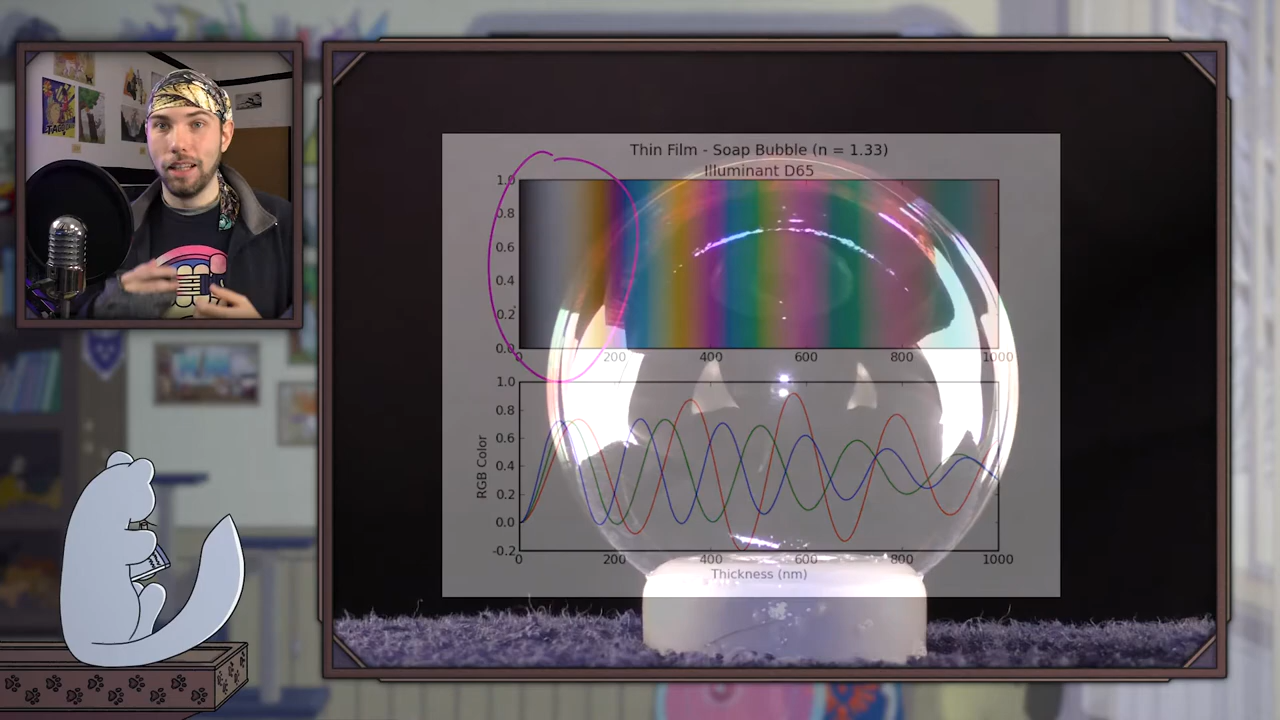 Thin Film - Soap Bubble (n = 1.33)
Illuminant D65
1.0
0.8
0.6
0.4
0.2
0.0
0 200 400 600 800 1000
1.0
0.8
0.6
0.4
0.2
0.0
-0.2
RGB Color
0 200 400 600 800 1000
Thickness (nm)